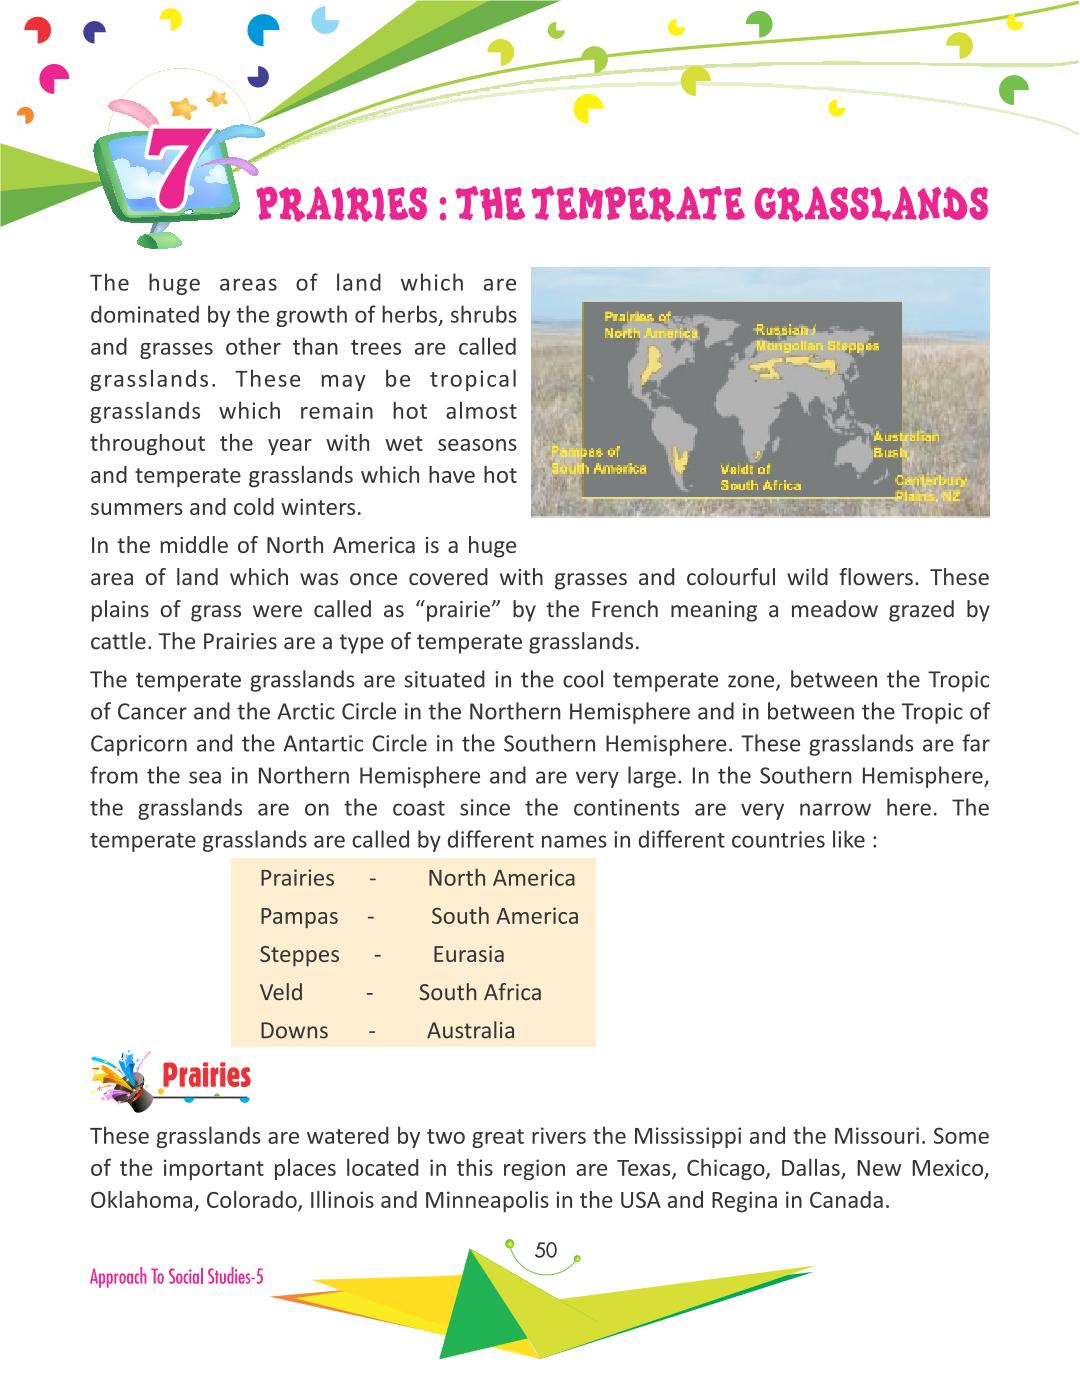 7
PRAIRIES : THE TEMPERATE GRASSLANDS
The huge areas of land which are
dominated by the growth of herbs, shrubs
and grasses other than trees are called
grasslands. These may be tropical
grasslands which remain hot almost
throughout the year with wet seasons
and temperate grasslands which have hot
summers and cold winters.
Prairies of
North America
Russian /
Mongolian Steppes
Pampas of
South America
Veldt of
South Africa
Australian
Bush
Canterbury
Plains, NZ
In the middle of North America is a huge
area of land which was once covered with grasses and colourful wild flowers. These
plains of grass were called as “prairie” by the French meaning a meadow grazed by
cattle. The Prairies are a type of temperate grasslands.
The temperate grasslands are situated in the cool temperate zone, between the Tropic
of Cancer and the Arctic Circle in the Northern Hemisphere and in between the Tropic of
Capricorn and the Antartic Circle in the Southern Hemisphere. These grasslands are far
from the sea in Northern Hemisphere and are very large. In the Southern Hemisphere,
the grasslands are on the coast since the continents are very narrow here. The
temperate grasslands are called by different names in different countries like :
Prairies - North America
Pampas - South America
Steppes - Eurasia
Veld - South Africa
Downs - Australia
Prairies
These grasslands are watered by two great rivers the Mississippi and the Missouri. Some
of the important places located in this region are Texas, Chicago, Dallas, New Mexico,
Oklahoma, Colorado, Illinois and Minneapolis in the USA and Regina in Canada.
50
Approach To Social Studies-5